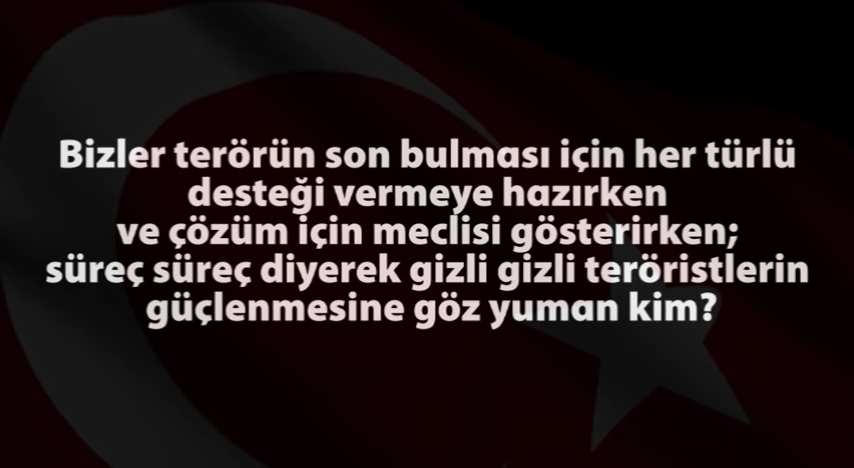 Bizler terörün son bulması için her türlü
desteği vermeye hazırken
ve çözüm için meclisi gösterirken;
süreç süreç diyerek gizli gizli teröristlerin
güçlenmesine göz yuman kim?